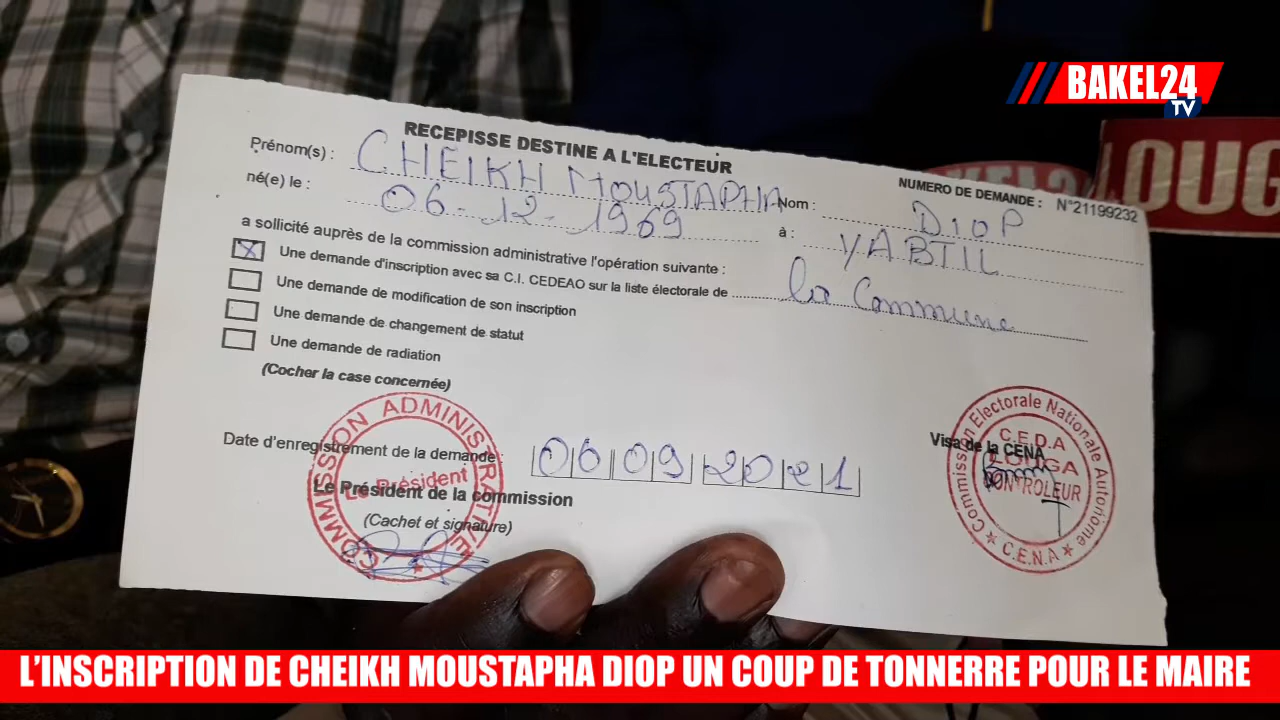 BAKEL24
TV
LOUG
RECEPISSE DESTINE A L'ELECTEUR
NUMERO DE DEMANDE : N°21199232
Prénom(s) : CHEIKH MOUSTAPHA Nom : DIOP
né(e) le : 06-12-1969 à : YABTIL
a sollicité auprès de la commission administrative l'opération suivante :
X Une demande d'inscription avec sa C.I. CEDEAO sur la liste électorale de la Commune
Une demande de modification de son inscription
Une demande de changement de statut
Une demande de radiation
(Cocher la case concernée)
Date d'enregistrement de la demande 06 09 2021
Le Président de la commission
(Cachet et signature)
COMMISSION ADMINISTRATIVE
Le Président
Visa de la CENA
Commission Electorale Nationale Autonome
C.E.D.A
LOUGA
CONTROLEUR
C.E.N.A
L'INSCRIPTION DE CHEIKH MOUSTAPHA DIOP UN COUP DE TONNERRE POUR LE MAIRE